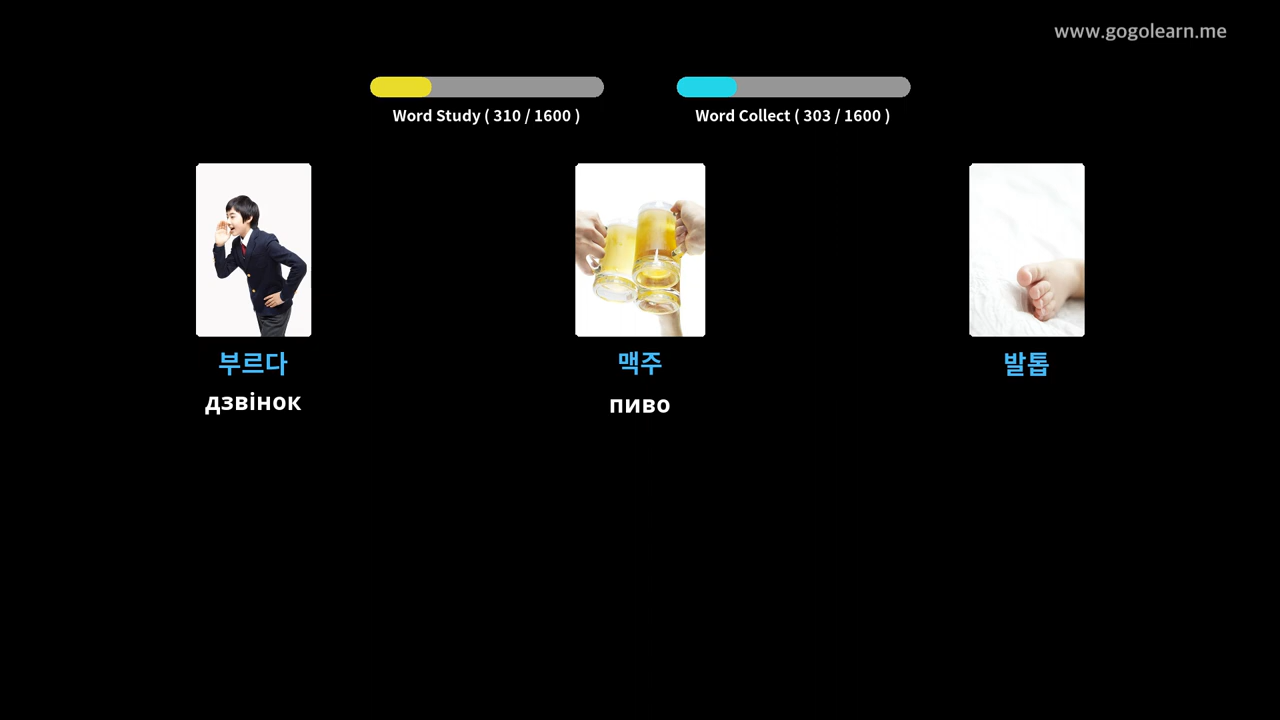 www.gogolearn.me
Word Study ( 310 / 1600 )
Word Collect ( 303 / 1600 )
부르다
맥주
발톱
дзвінок
пиво